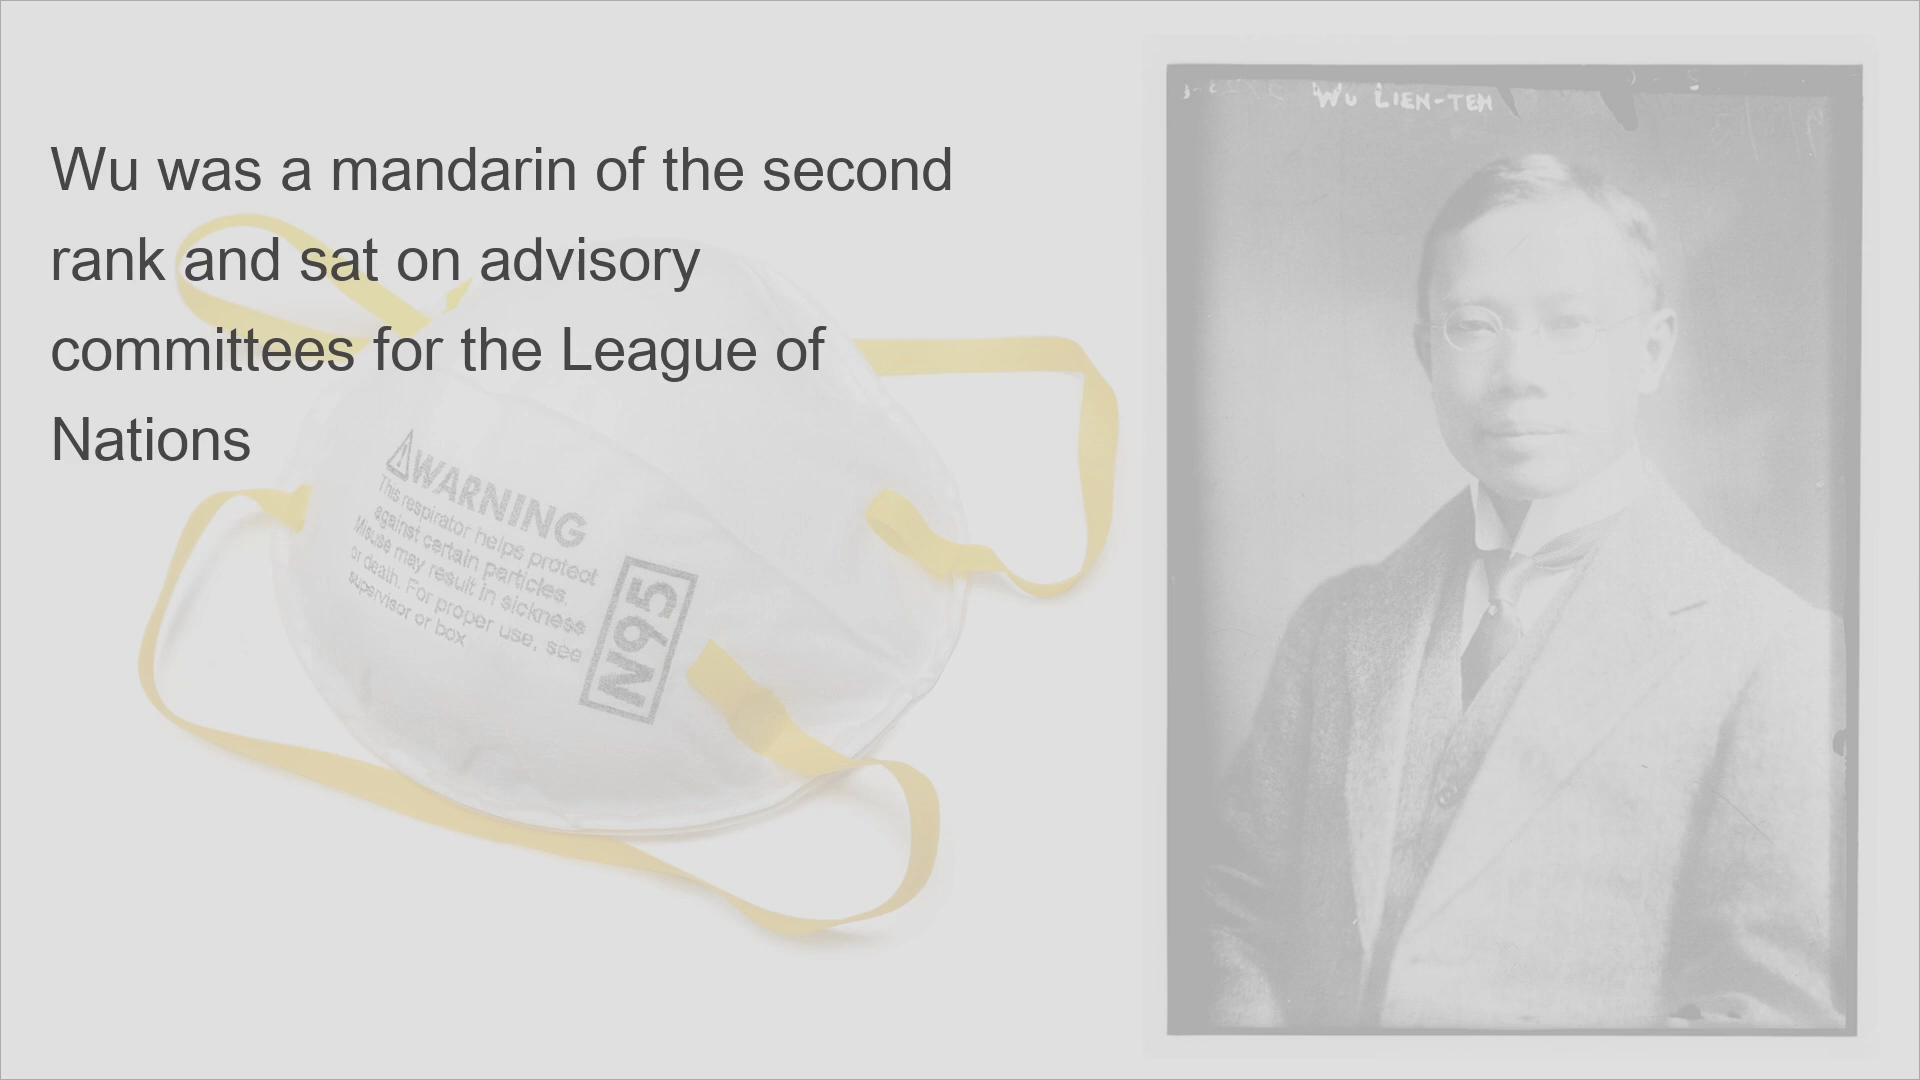 Wu was a mandarin of the second
rank and sat on advisory
committees for the League of
Nations
WU LIEN-TEH
WARNING
This respirator helps protect
against certain particles.
Misuse may result in sickness
or death. For proper use, see
supervisor or box
N95